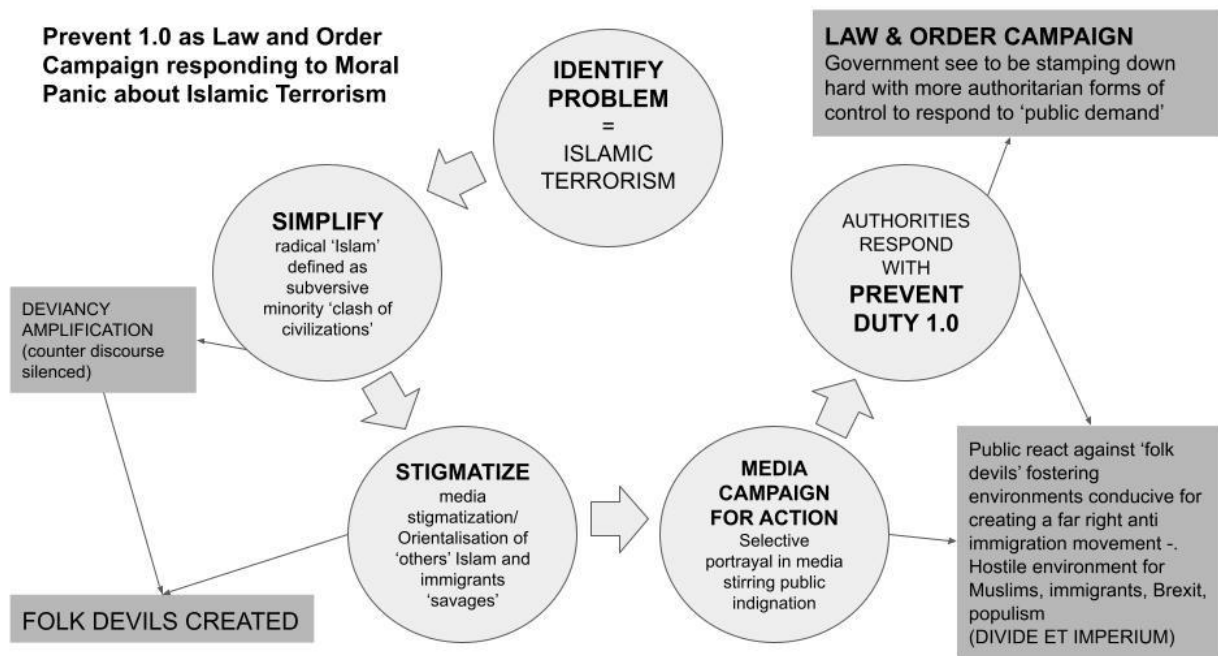 Prevent 1.0 as Law and Order
Campaign responding to Moral
Panic about Islamic Terrorism
IDENTIFY
PROBLEM
=
ISLAMIC
TERRORISM
LAW & ORDER CAMPAIGN
Government see to be stamping down
hard with more authoritarian forms of
control to respond to ‘public demand’
SIMPLIFY
radical ‘Islam’
defined as
subversive
minority ‘clash of
civilizations’
AUTHORITIES
RESPOND
WITH
PREVENT
DUTY 1.0
DEVIANCY
AMPLIFICATION
(counter discourse
silenced)
STIGMATIZE
media
stigmatization/
Orientalisation of
‘others’ Islam and
immigrants
‘savages’
MEDIA
CAMPAIGN
FOR ACTION
Selective
portrayal in media
stirring public
indignation
Public react against ‘folk
devils’ fostering
environments conducive for
creating a far right anti
immigration movement -.
Hostile environment for
Muslims, immigrants, Brexit,
populism
(DIVIDE ET IMPERIUM)
FOLK DEVILS CREATED